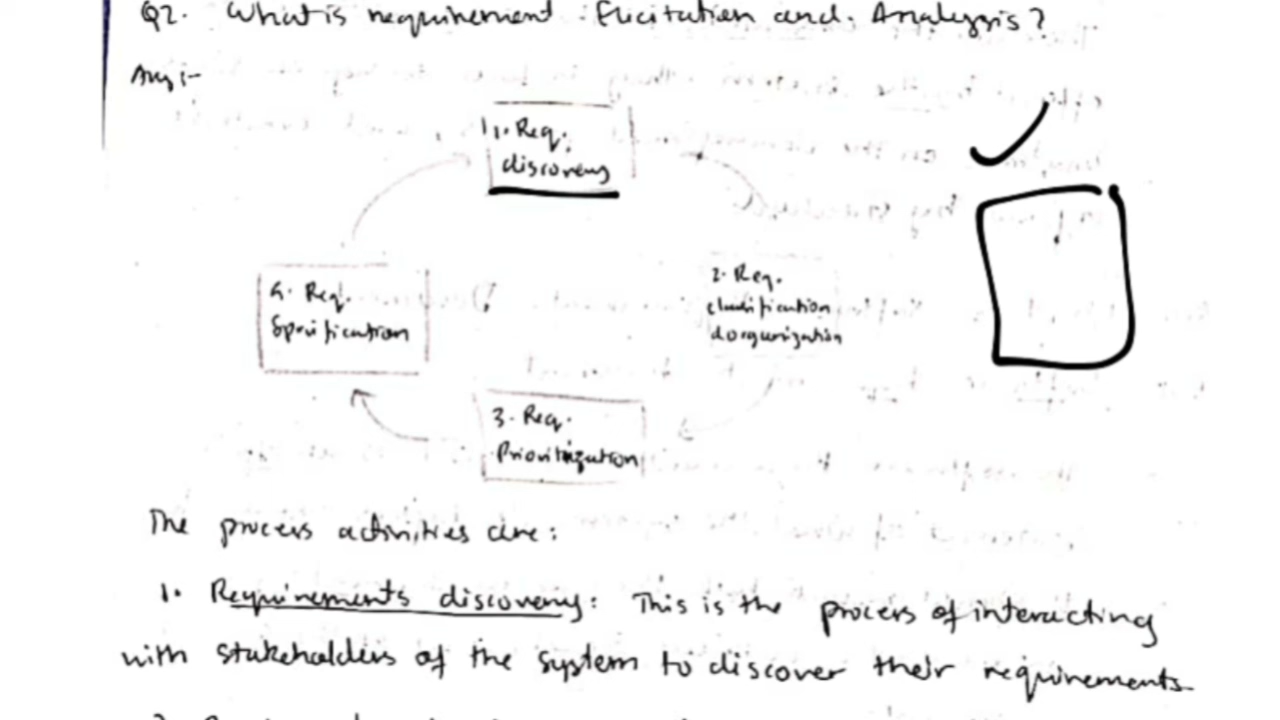 Q2. What is requirement Elicitation and Analysis?
Ans:-
1. Req.
discovery
2. Req.
classification
& organization
3. Req.
Prioritization
4. Req.
Specification
The process activities are:
1. Requirements discovery: This is the process of interacting
with stakeholders of the system to discover their requirements